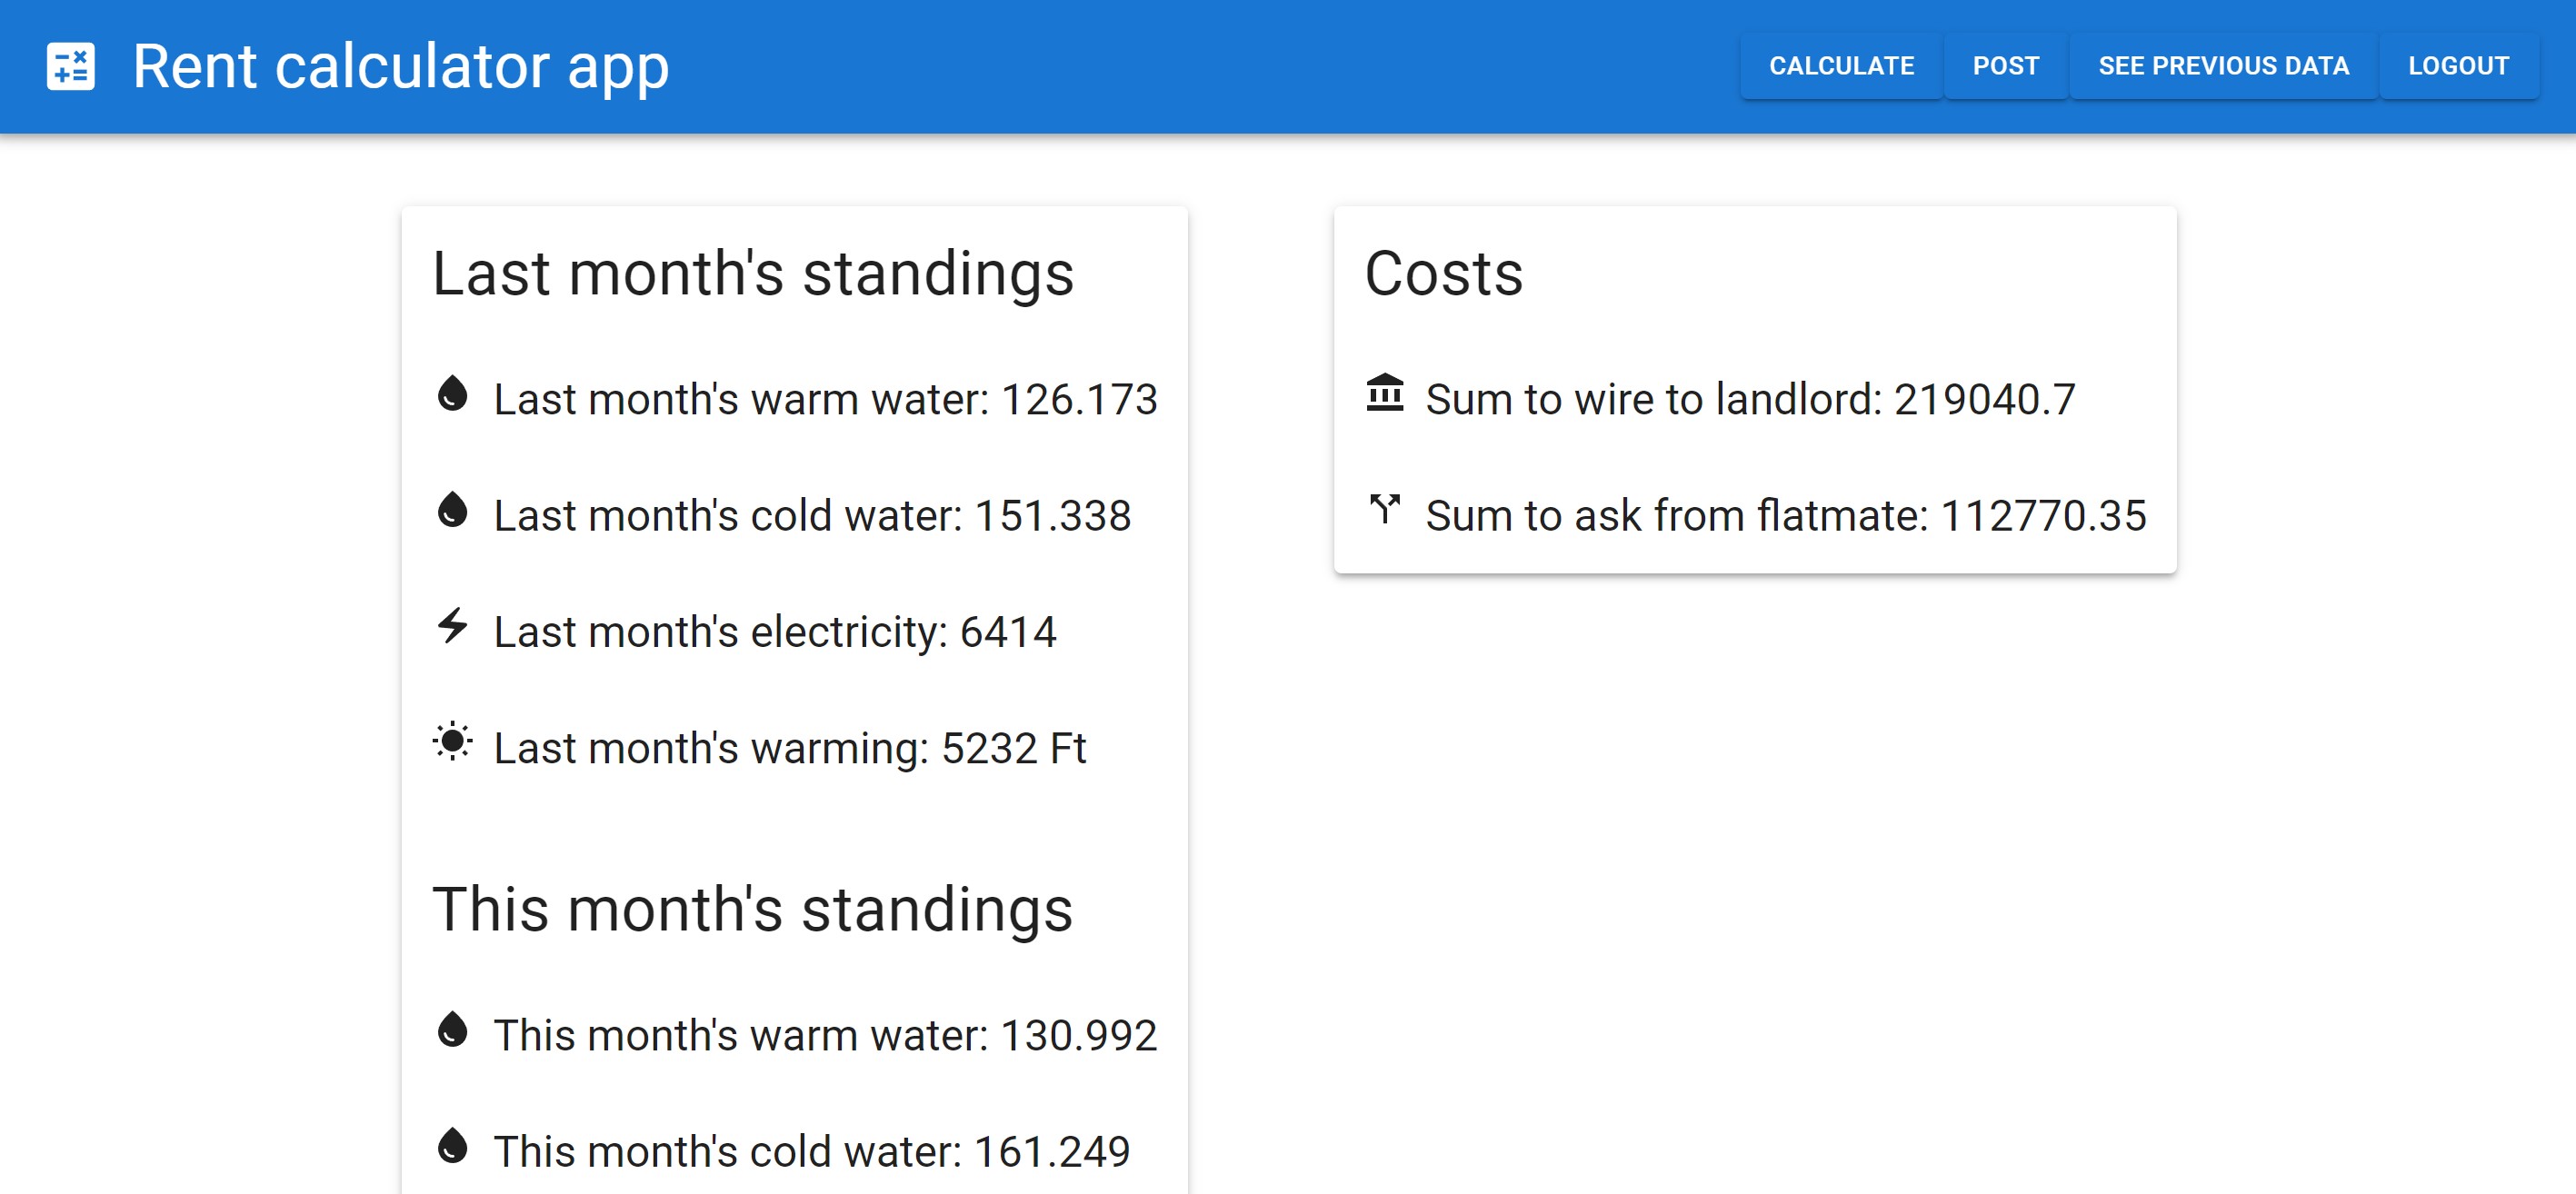 Rent calculator app
CALCULATE
POST
SEE PREVIOUS DATA
LOGOUT
Last month's standings
Last month's warm water: 126.173
Last month's cold water: 151.338
Last month's electricity: 6414
Last month's warming: 5232 Ft
This month's standings
This month's warm water: 130.992
This month's cold water: 161.249
Costs
Sum to wire to landlord: 219040.7
Sum to ask from flatmate: 112770.35